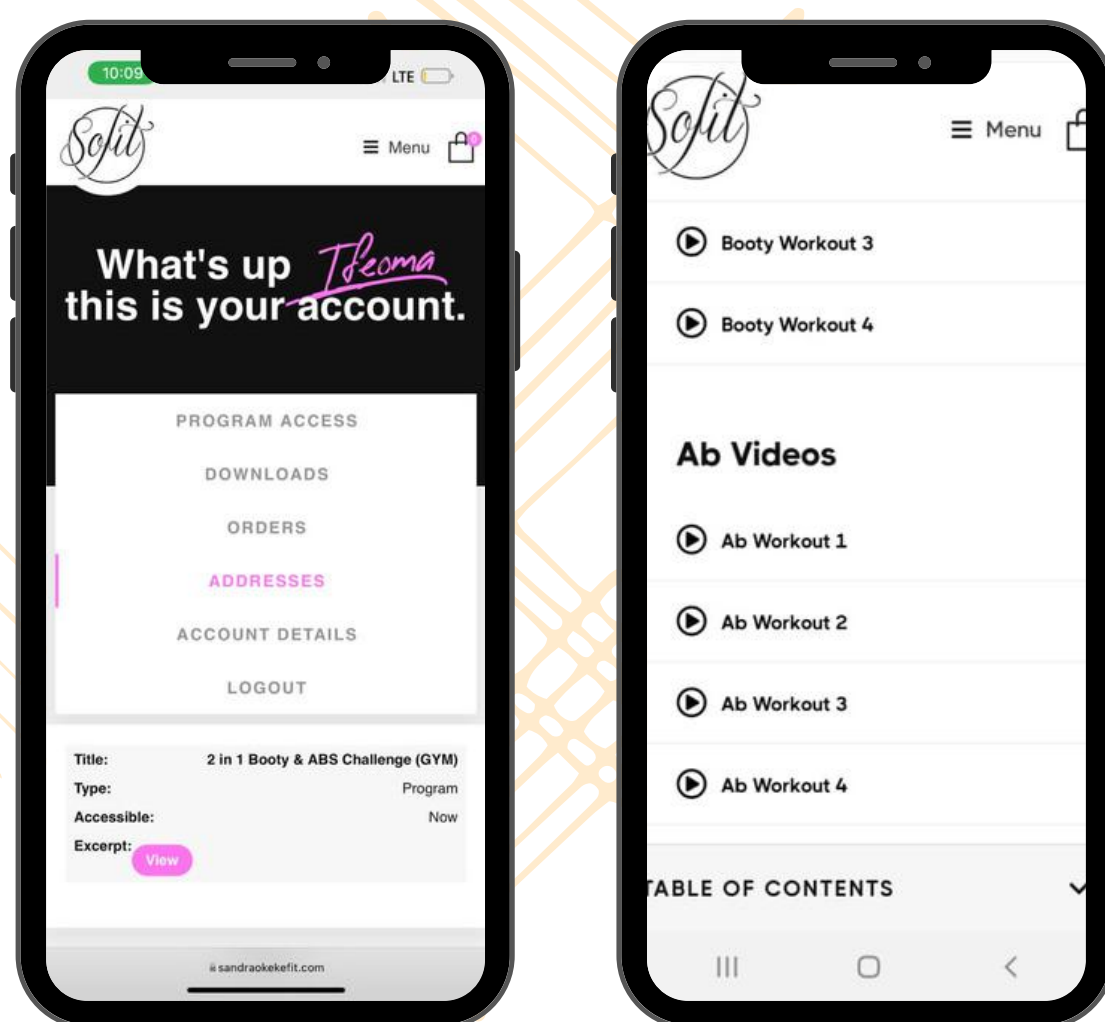 10:09
LTE
Sofit
Menu
0
What's up Ifeoma
this is your account.
PROGRAM ACCESS
DOWNLOADS
ORDERS
ADDRESSES
ACCOUNT DETAILS
LOGOUT
Title: 2 in 1 Booty & ABS Challenge (GYM)
Type: Program
Accessible: Now
Excerpt:
View
sandraokekefit.com
Sofit
Menu
Booty Workout 3
Booty Workout 4
Ab Videos
Ab Workout 1
Ab Workout 2
Ab Workout 3
Ab Workout 4
TABLE OF CONTENTS